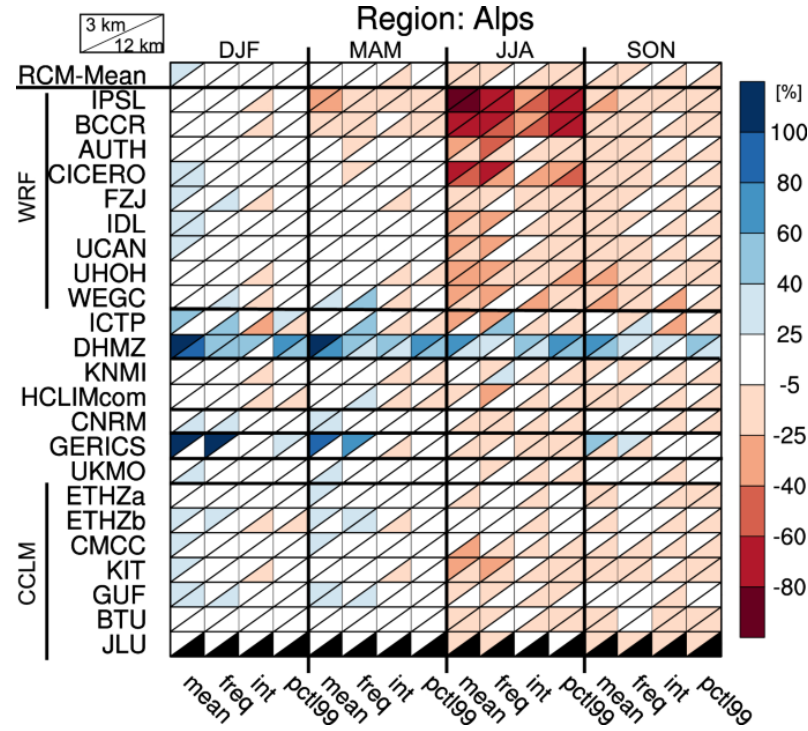 Region: Alps
3 km
12 km
DJF MAM JJA SON
RCM-Mean
IPSL
BCCR
AUTH
CICERO
FZJ
IDL
UCAN
UHOH
WEGC
ICTP
DHMZ
KNMI
HCLIMcom
CNRM
GERICS
UKMO
ETHZa
ETHZb
CMCC
KIT
GUF
BTU
JLU
WRF
CCLM
mean freq int pctl99 mean freq int pctl99 mean freq int pctl99 mean freq int pctl99
[%]
100
80
60
40
25
-5
-25
-40
-60
-80